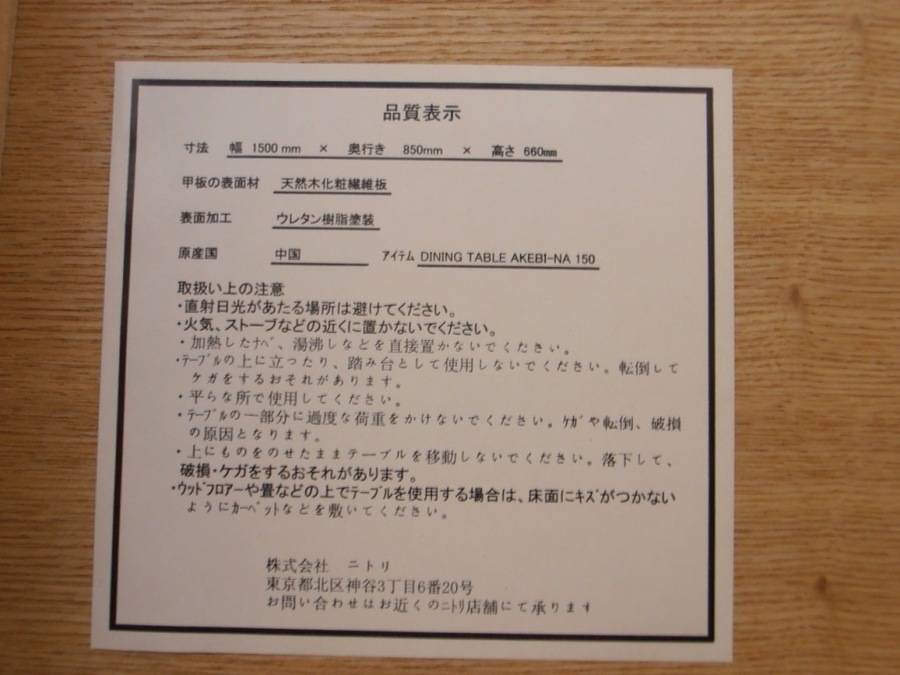 品質表示
寸法 幅 1500 mm × 奥行き 850mm × 高さ 660mm
甲板の表面材 天然木化粧繊維板
表面加工 ウレタン樹脂塗装
原産国 中国 アイテム DINING TABLE AKEBI-NA 150
取扱い上の注意
・直射日光があたる場所は避けてください。
・火気、ストーブなどの近くに置かないでください。
・加熱したﾅﾍﾞ、湯沸しなどを直接置かないでください。
・ﾃｰﾌﾞﾙの上に立ったり、踏み台として使用しないでください。転倒して
ケガをするおそれがあります。
・平らな所で使用してください。
・ﾃｰﾌﾞﾙの一部分に過度な荷重をかけないでください。ｹｶﾞや転倒、破損
の原因となります。
・上にものをのせたままテーブルを移動しないでください。落下して、
破損・ケガをするおそれがあります。
・ｳｯﾄﾞﾌﾛｱｰや畳などの上でﾃｰﾌﾞﾙを使用する場合は、床面にｷｽﾞがつかない
ようにｶｰﾍﾟｯﾄなどを敷いてください。
株式会社 ニトリ
東京都北区神谷3丁目6番20号
お問い合わせはお近くのﾆﾄﾘ店舗にて承ります